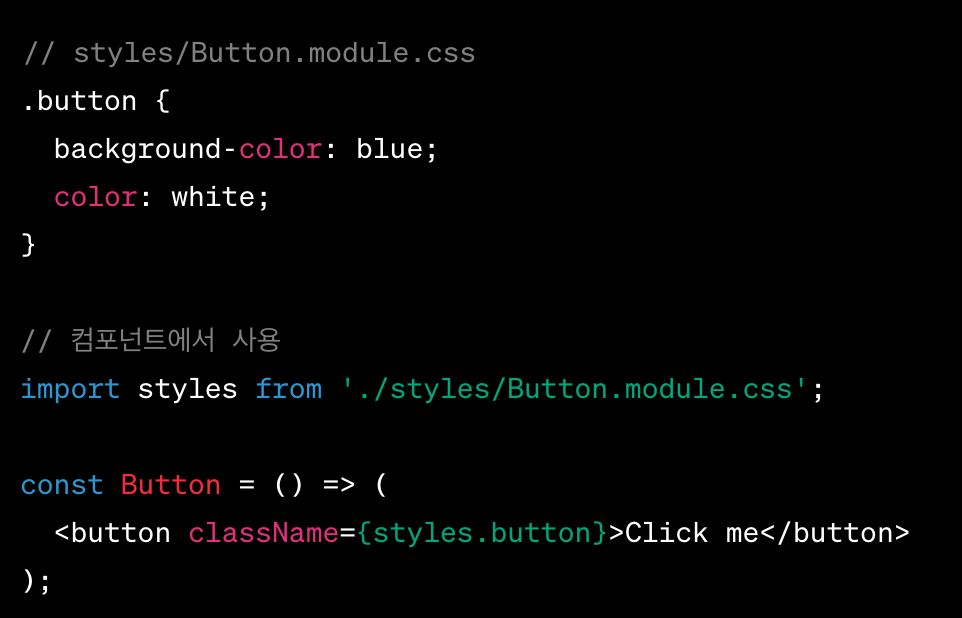 // styles/Button.module.css
.button {
  background-color: blue;
  color: white;
}

// 컴포넌트에서 사용
import styles from './styles/Button.module.css';

const Button = () => (
  <button className={styles.button}>Click me</button>
);